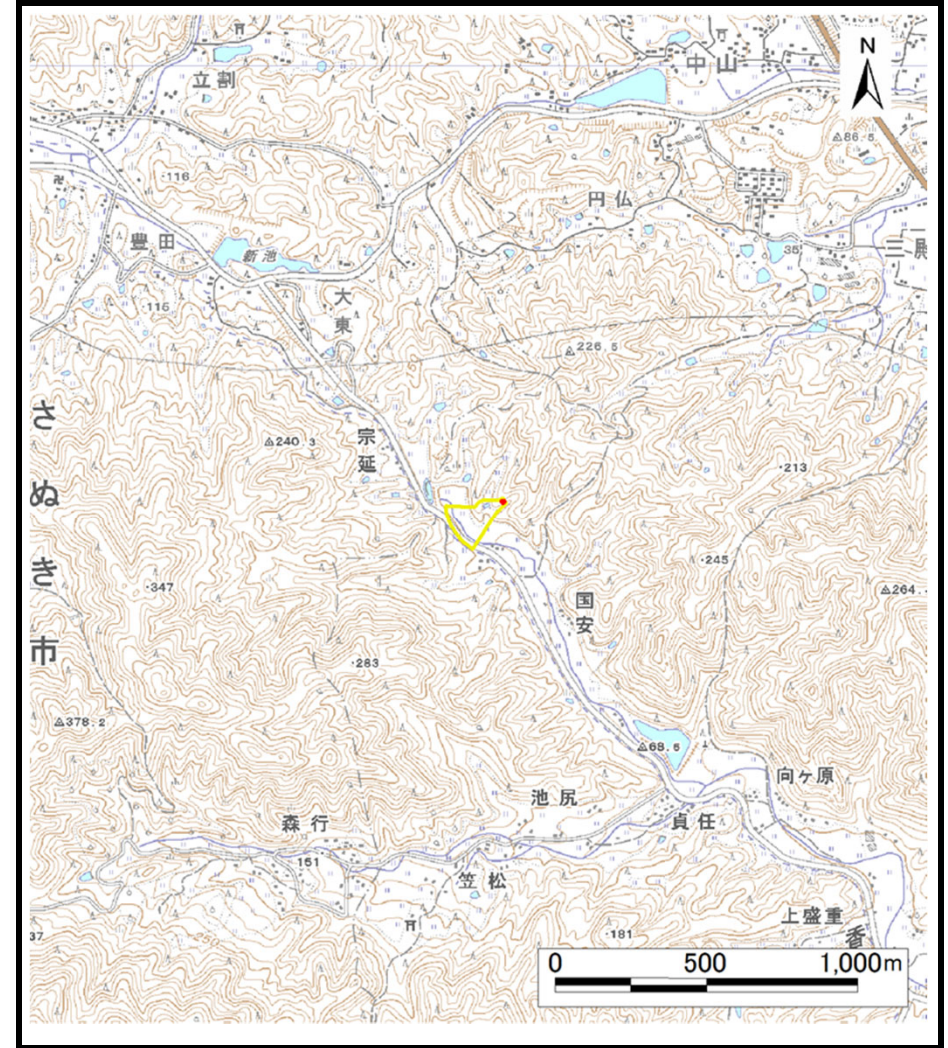 N
立割
中山
50
86.5
116
円仏
豊田
新池
35
三殿
116
大東
226.5
さぬき市
240.3
宗延
213
245
264.
347
国安
283
378.2
68.6
向ヶ原
池尻
貞任
森行
151
笠松
上盛重
香
37
181
0 500 1,000m